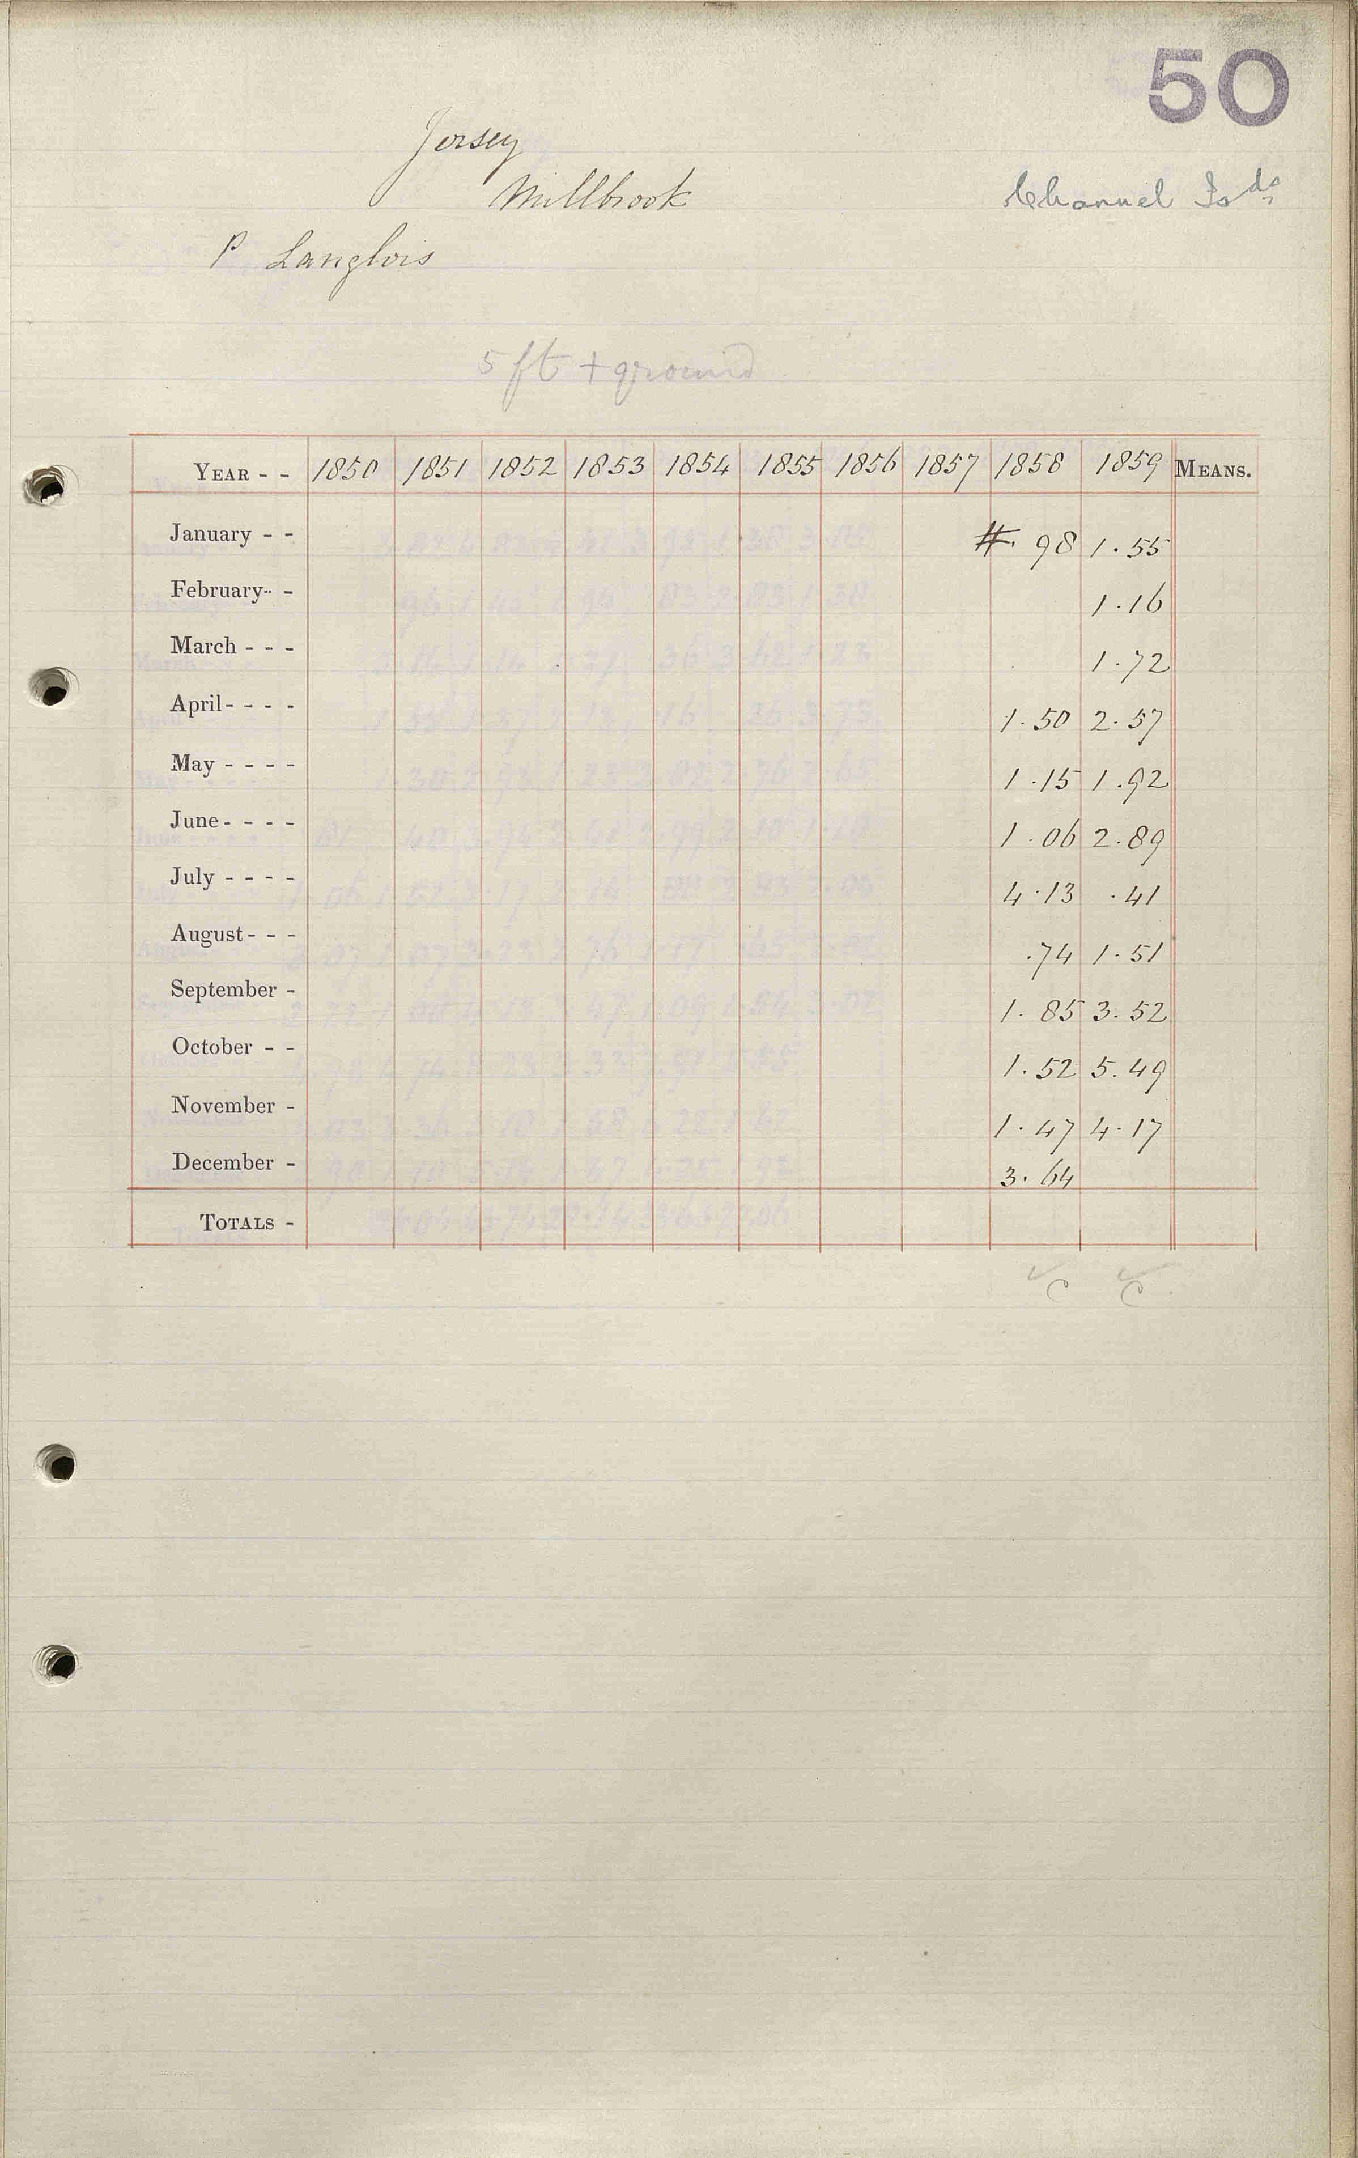 50
Jersey
Millbrook
Channel Isds
P Langlois
5 ft + ground
YEAR - - 1850 1851 1852 1853 1854 1855 1856 1857 1858 1859 MEANS.
January - - . 98 1.55
February - - 1.16
March - - - 1.72
April - - - - 1.50 2.57
May - - - - 1.15 1.92
June - - - - 1.06 2.89
July - - - - 4.13 .41
August - - - .74 1.51
September - 1.85 3.52
October - - 1.52 5.49
November - 1.47 4.17
December - 3.64
TOTALS -
✓ ✓
C C